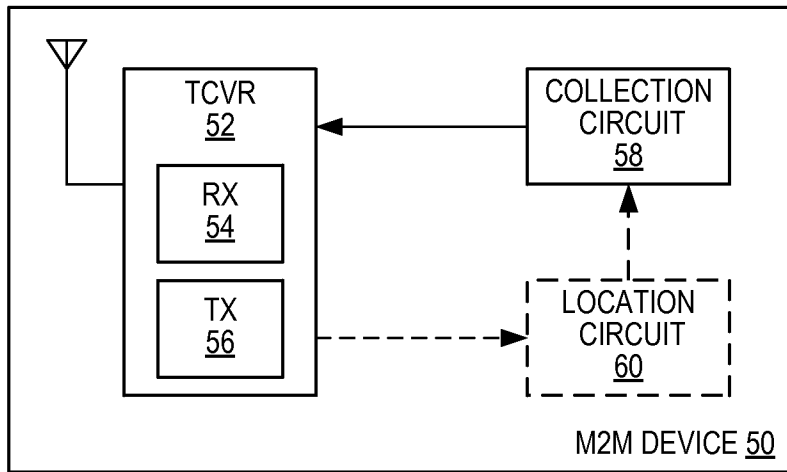 TCVR
52
RX
54
TX
56
COLLECTION
CIRCUIT
58
LOCATION
CIRCUIT
60
M2M DEVICE 50